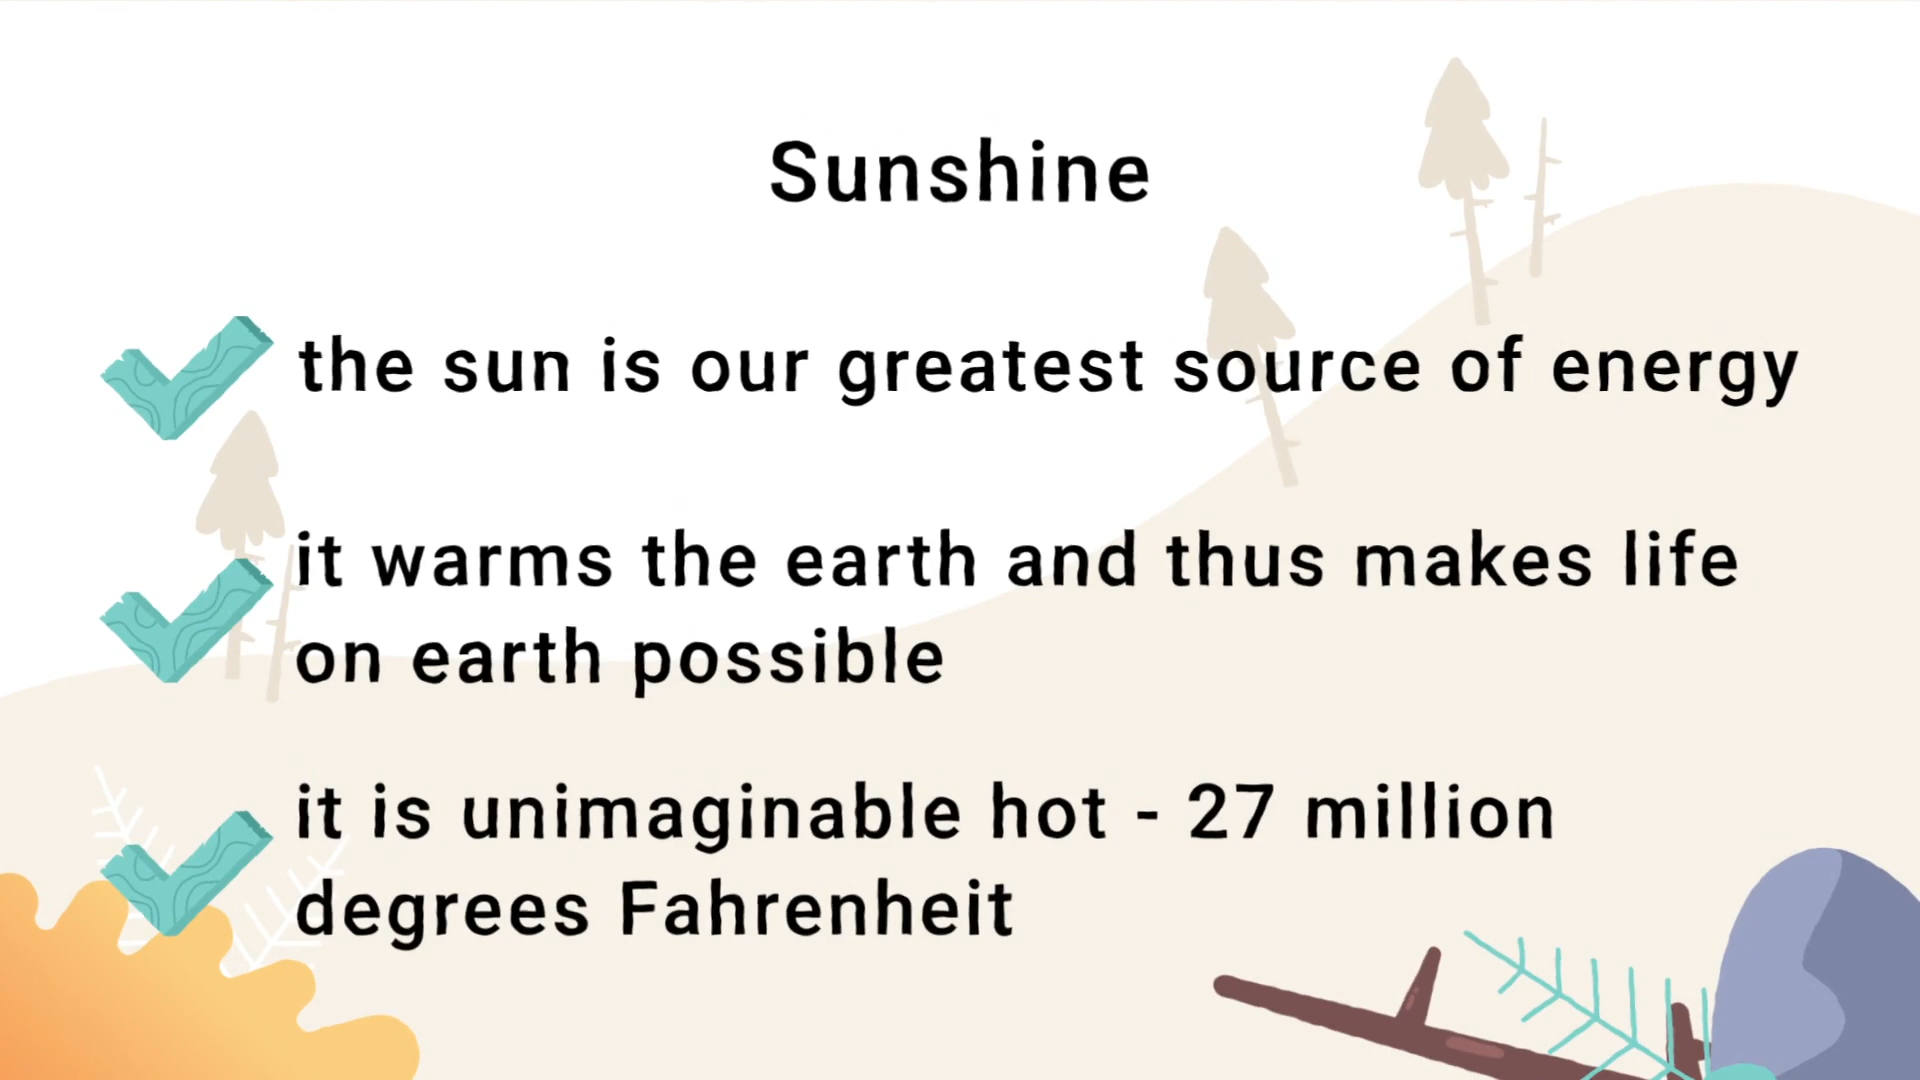 Sunshine
the sun is our greatest source of energy
it warms the earth and thus makes life
on earth possible
it is unimaginable hot - 27 million
degrees Fahrenheit